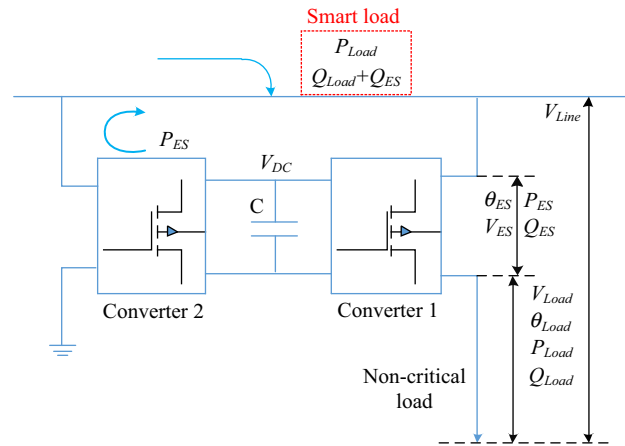 Smart load
P_Load
Q_Load+Q_ES
V_Line
P_ES
V_DC
C
θ_ES P_ES
V_ES Q_ES
Converter 2
Converter 1
V_Load
θ_Load
P_Load
Q_Load
Non-critical
load